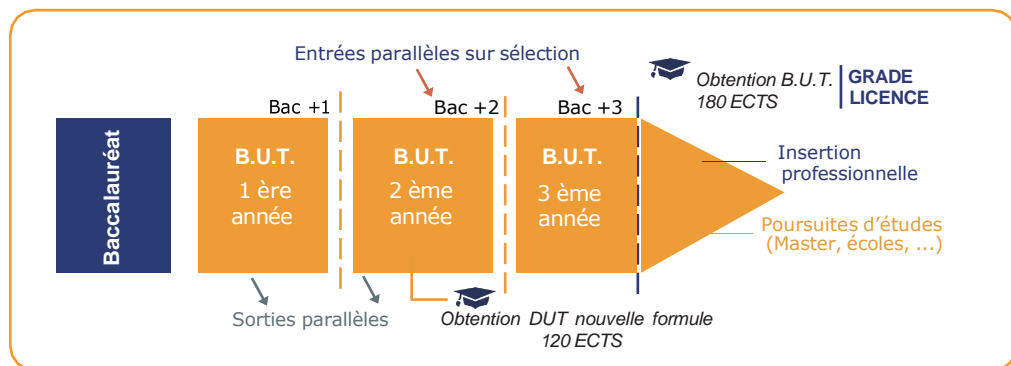 Entrées parallèles sur sélection
Obtention B.U.T.
180 ECTS
GRADE
LICENCE
Bac +1
Bac +2
Bac +3
Baccalauréat
B.U.T.
1 ère
année
B.U.T.
2 ème
année
B.U.T.
3 ème
année
Insertion
professionnelle
Poursuites d'études
(Master, écoles, ...)
Sorties parallèles
Obtention DUT nouvelle formule
120 ECTS